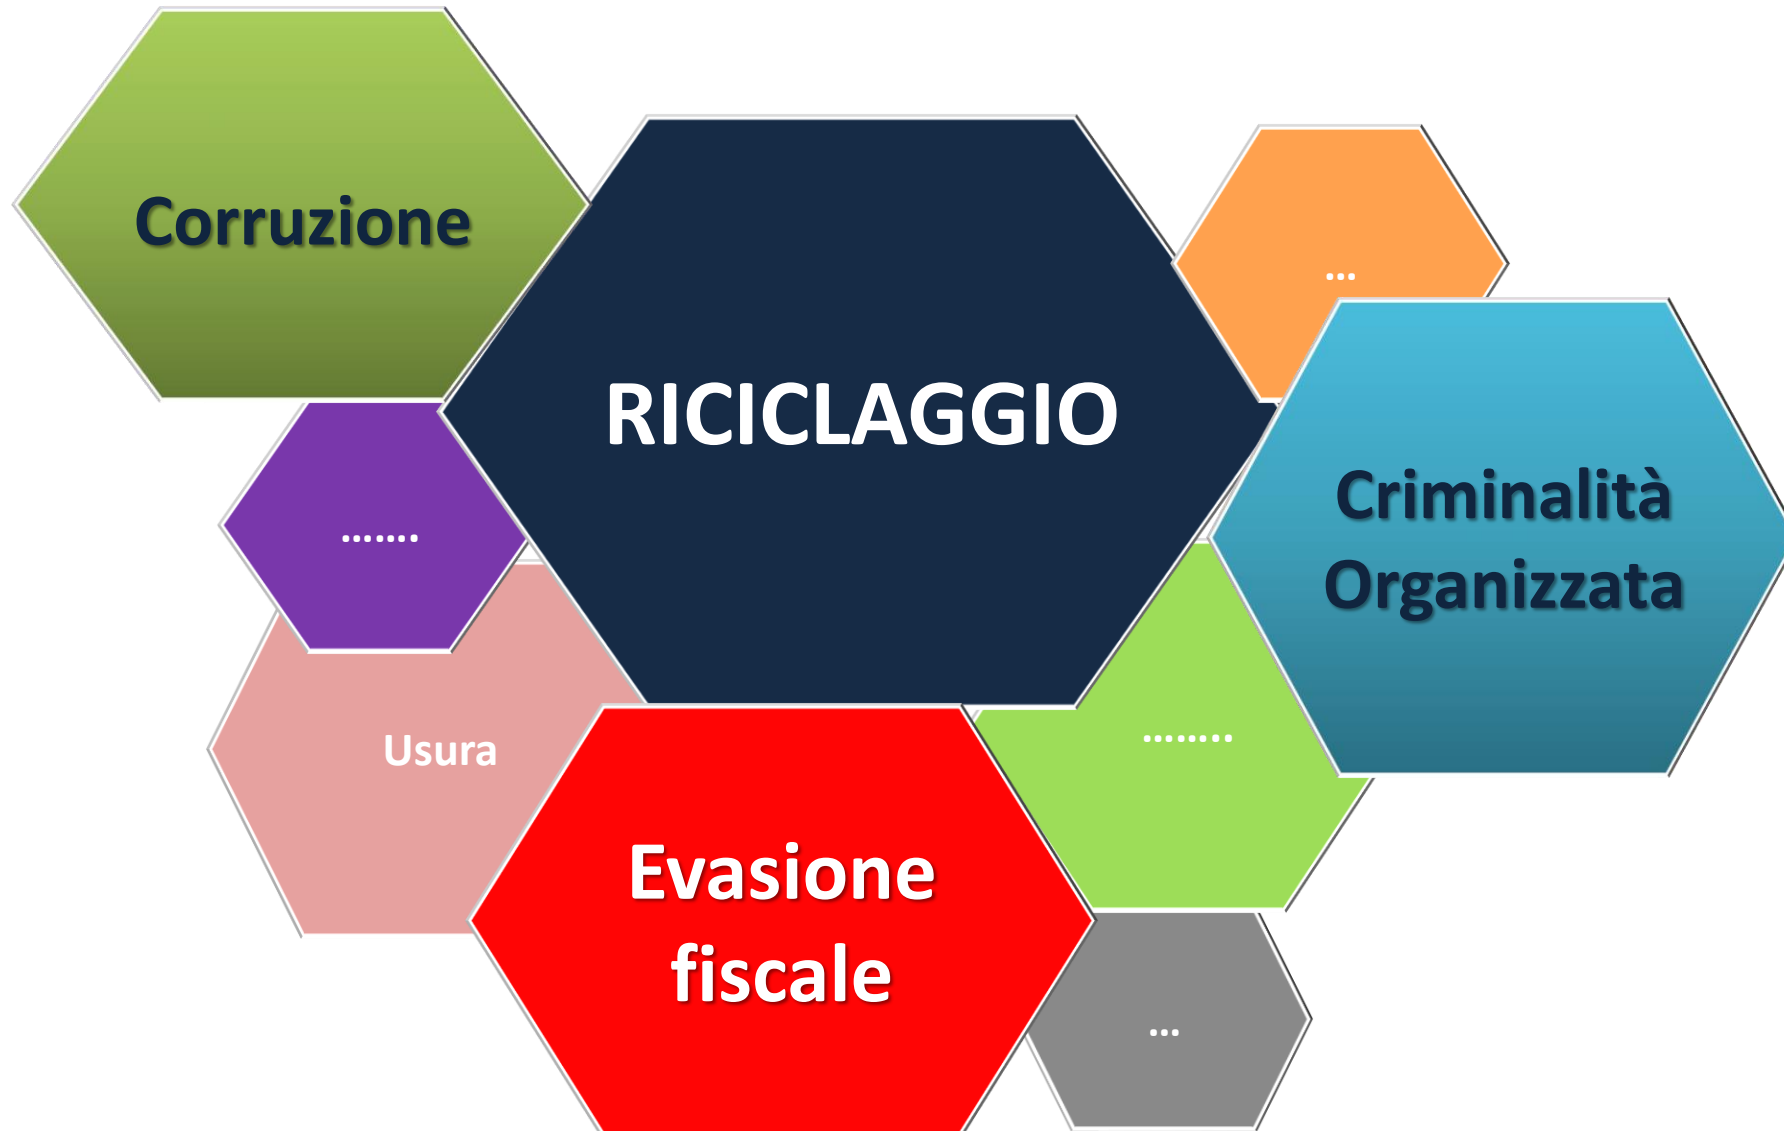 Corruzione
RICICLAGGIO
...
Criminalità
Organizzata
.......
Usura
........
Evasione
fiscale
...